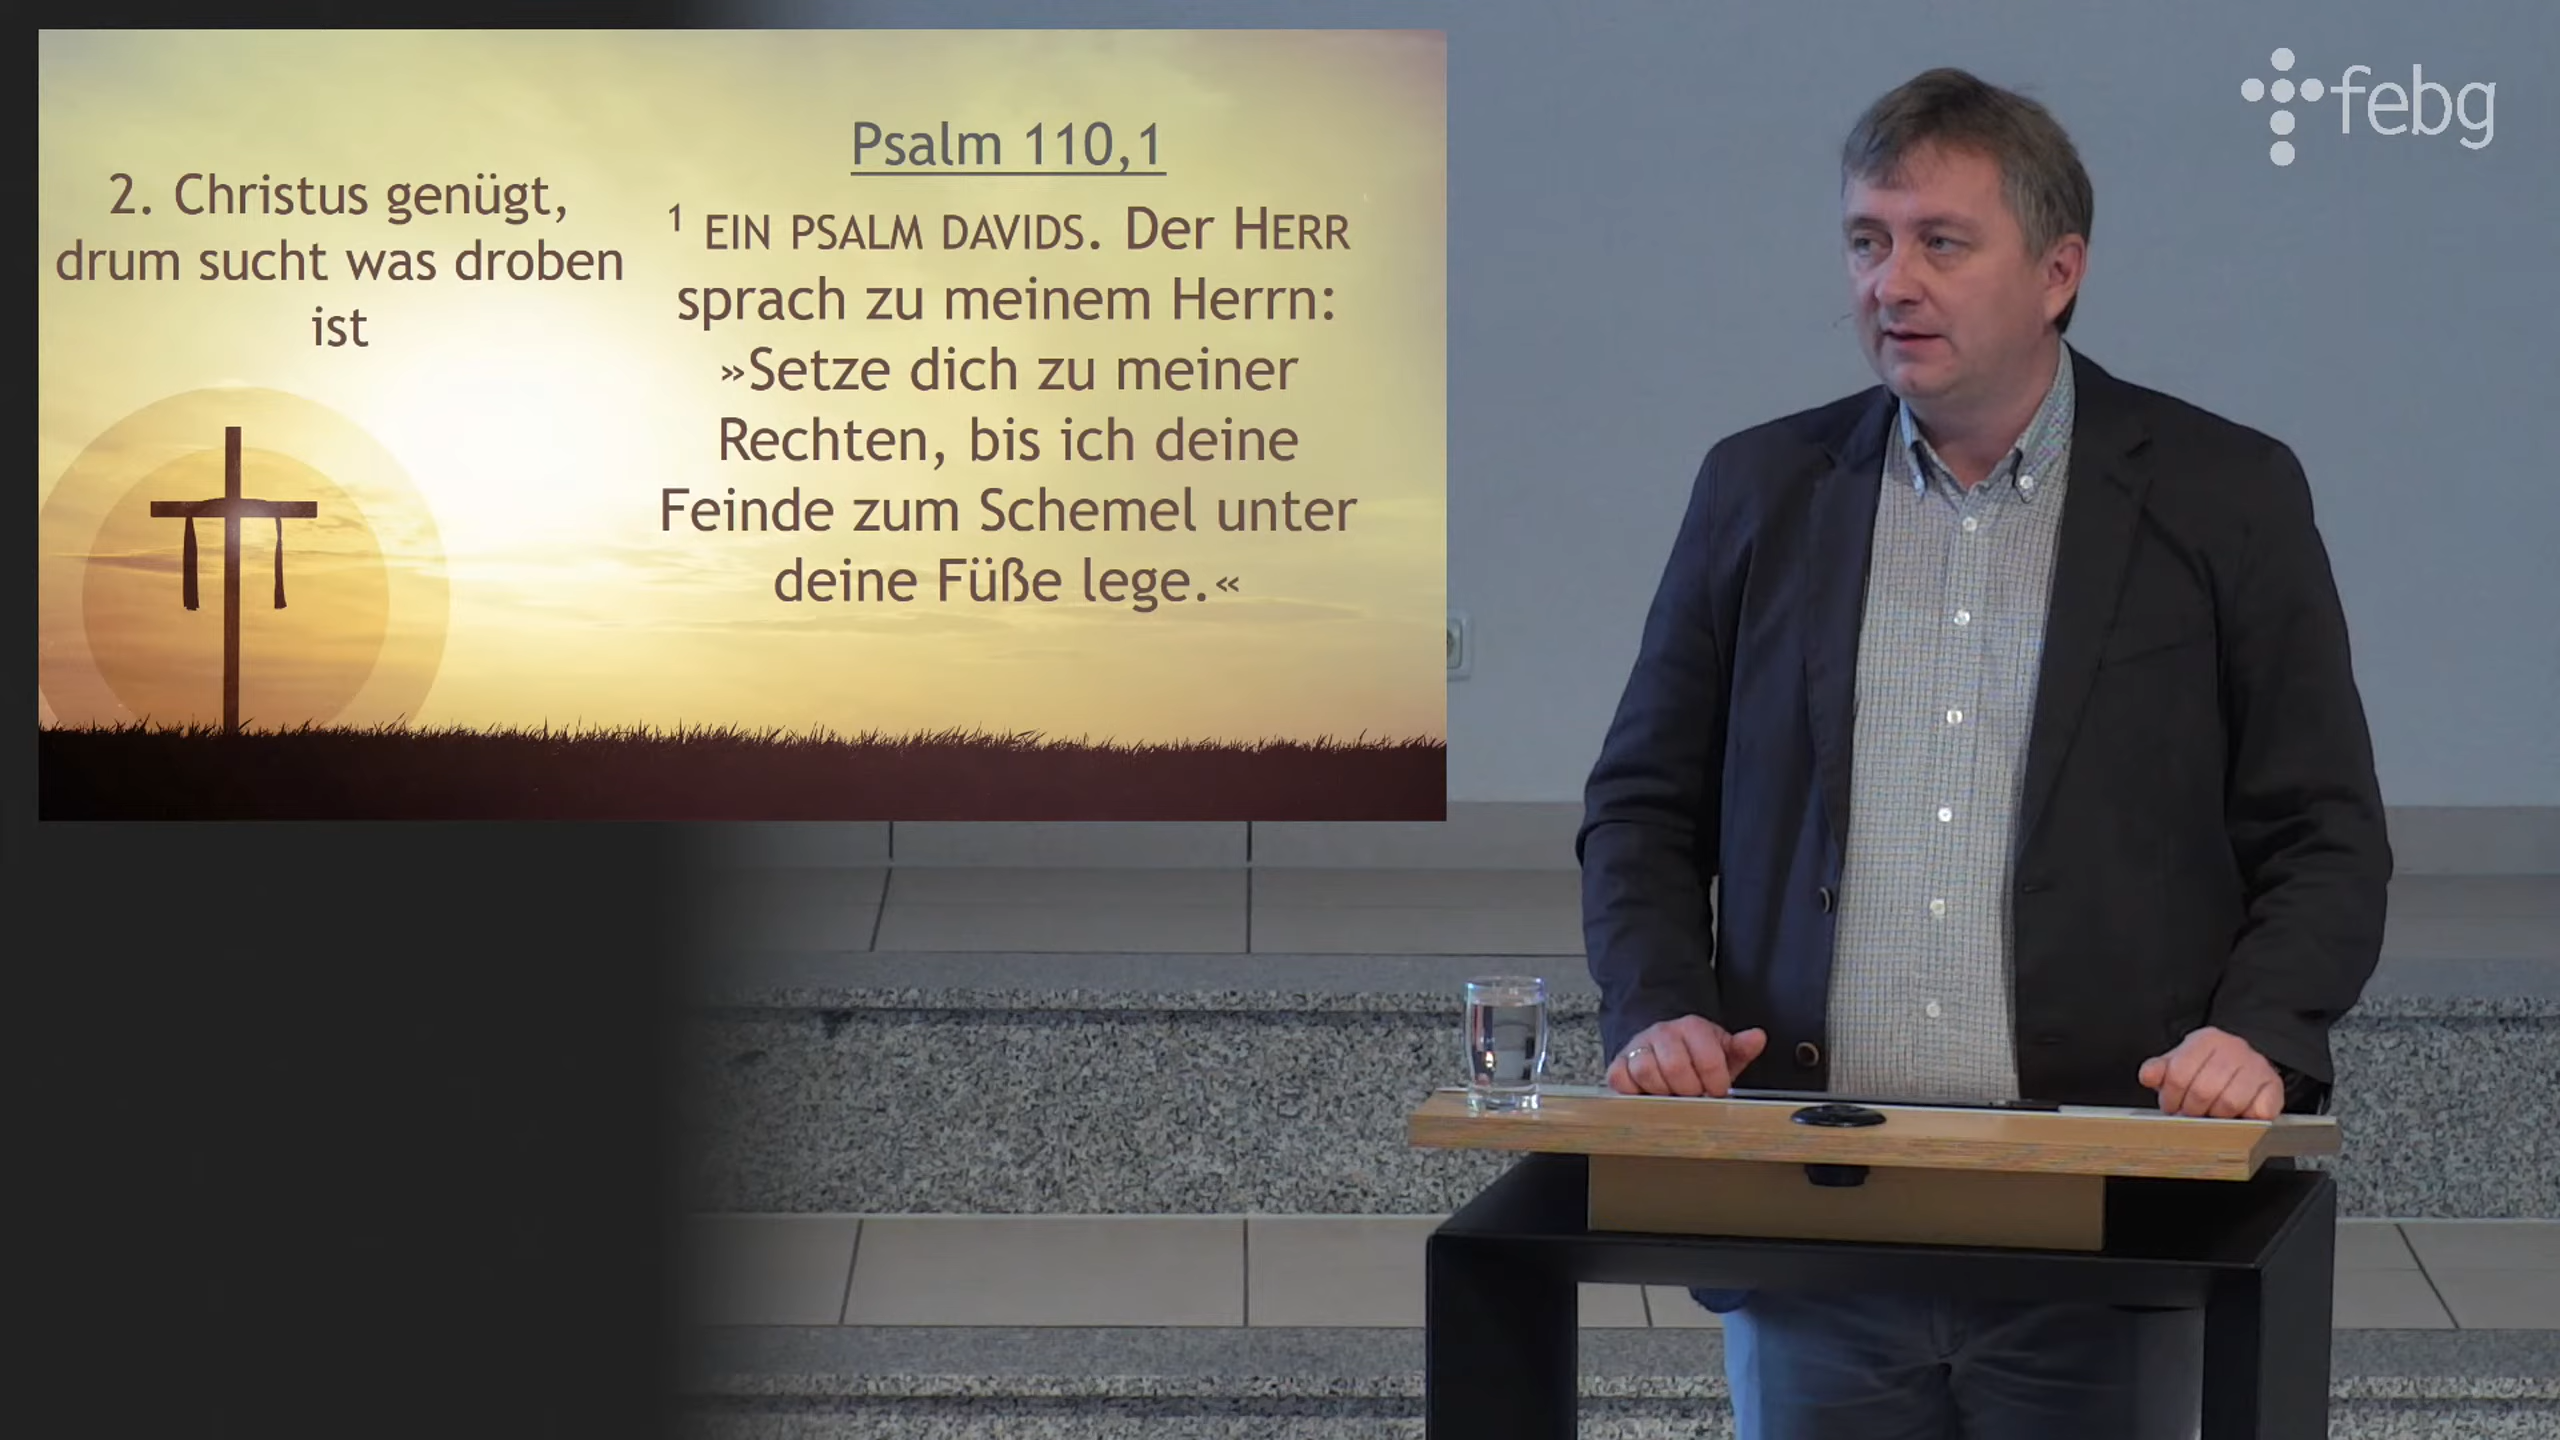 2. Christus genügt,
drum sucht was droben
ist
Psalm 110,1
1 EIN PSALM DAVIDS. Der HERR
sprach zu meinem Herrn:
»Setze dich zu meiner
Rechten, bis ich deine
Feinde zum Schemel unter
deine Füße lege.«
febg